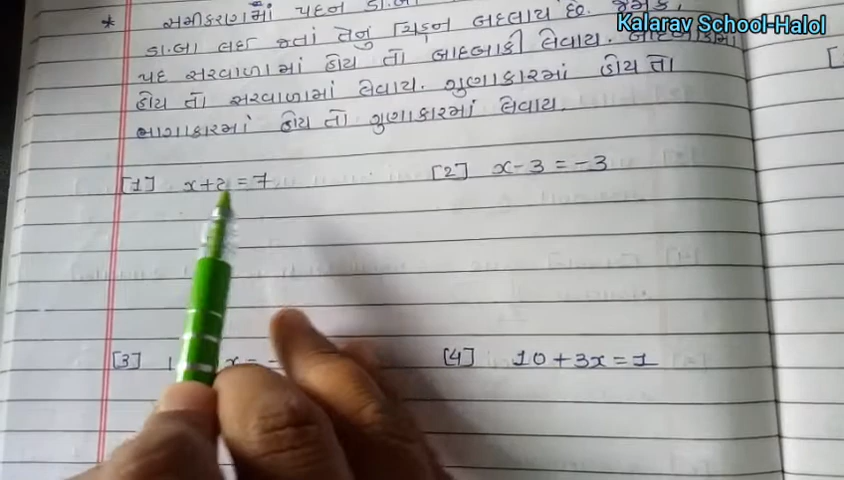 * સમીકરણમાં પદને ડા.બા
Kalarav School-Halol
ડા.બા લઈ જતાં તેનું ચિહ્ન બદલાય છે. જેમકે,
પદ સરવાળામાં હોય તો બાદબાકી લેવાય. બાદબાકીમાં
હોય તો સરવાળામાં લેવાય. ગુણાકારમાં હોય તો
ભાગાકારમાં હોય તો ગુણાકારમાં લેવાય.
[1] x+2=7 [2] x-3=-3
[3] x = [4] 10+3x=1